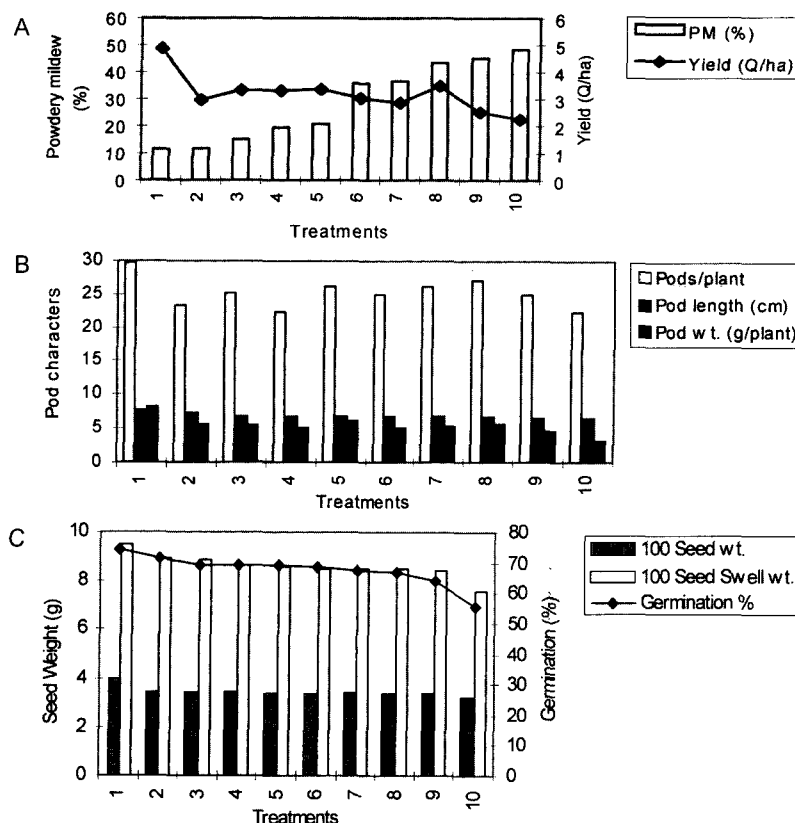 A
Powdery mildew
(%)
60
50
40
30
20
10
0
6
5
4
3
2
1
0
Yield (Q/ha)
PM (%)
Yield (Q/ha)
1 2 3 4 5 6 7 8 9 10
Treatments
B
Pod characters
30
25
20
15
10
5
0
Pods/plant
Pod length (cm)
Pod wt. (g/plant)
1 2 3 4 5 6 7 8 9 10
Treatments
C
Seed Weight (g)
10
8
6
4
2
0
80
70
60
50
40
30
20
10
0
Germination (%)
100 Seed wt.
100 Seed Swell wt.
Germination %
1 2 3 4 5 6 7 8 9 10
Treatments